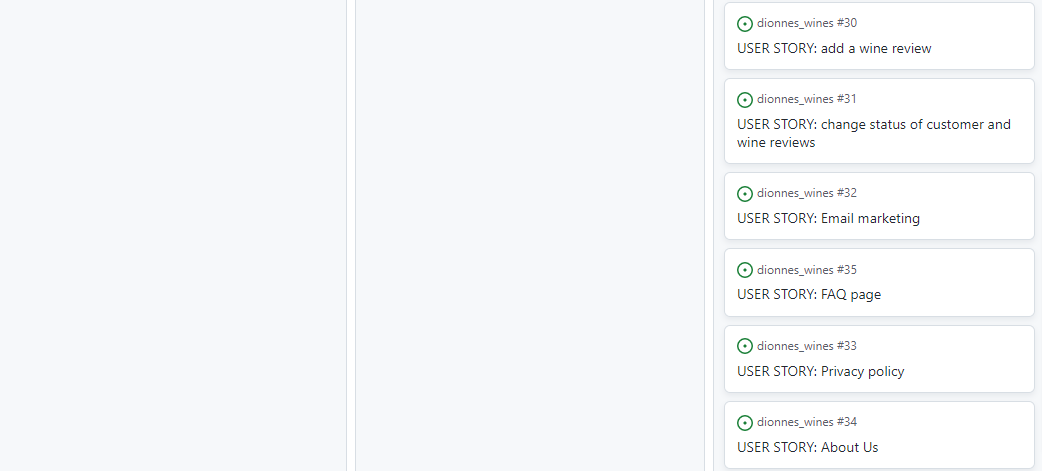 dionnes_wines #30
USER STORY: add a wine review
dionnes_wines #31
USER STORY: change status of customer and
wine reviews
dionnes_wines #32
USER STORY: Email marketing
dionnes_wines #35
USER STORY: FAQ page
dionnes_wines #33
USER STORY: Privacy policy
dionnes_wines #34
USER STORY: About Us